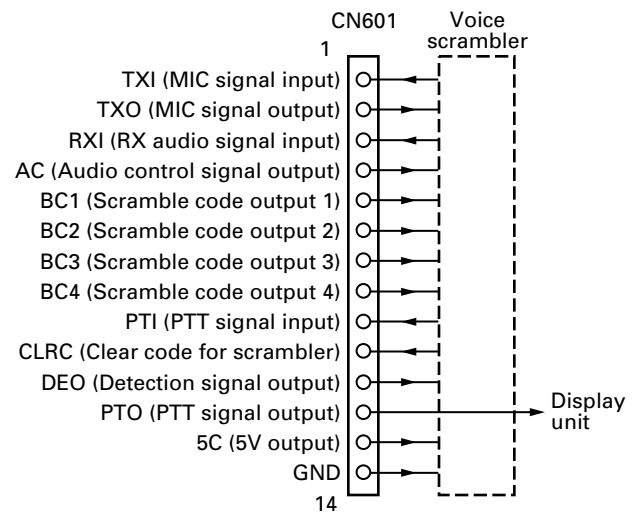 CN601
Voice
scrambler
1
TXI (MIC signal input)
TXO (MIC signal output)
RXI (RX audio signal input)
AC (Audio control signal output)
BC1 (Scramble code output 1)
BC2 (Scramble code output 2)
BC3 (Scramble code output 3)
BC4 (Scramble code output 4)
PTI (PTT signal input)
CLRC (Clear code for scrambler)
DEO (Detection signal output)
PTO (PTT signal output)
Display
unit
5C (5V output)
GND
14